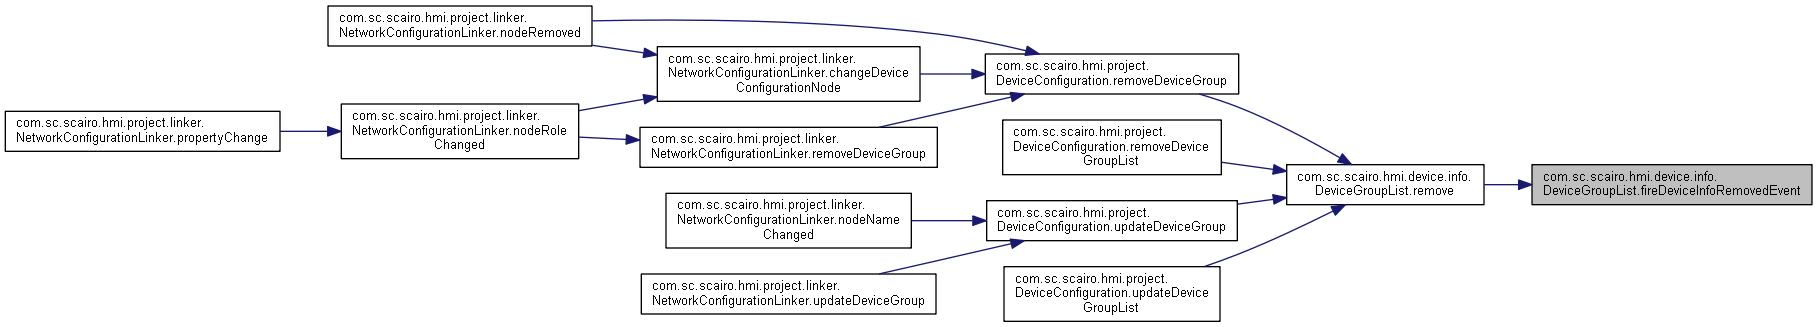 com.sc.scairo.hmi.project.linker.
NetworkConfigurationLinker.nodeRemoved
com.sc.scairo.hmi.project.linker.
NetworkConfigurationLinker.changeDevice
ConfigurationNode
com.sc.scairo.hmi.project.
DeviceConfiguration.removeDeviceGroup
com.sc.scairo.hmi.project.linker.
NetworkConfigurationLinker.propertyChange
com.sc.scairo.hmi.project.linker.
NetworkConfigurationLinker.nodeRole
Changed
com.sc.scairo.hmi.project.linker.
NetworkConfigurationLinker.removeDeviceGroup
com.sc.scairo.hmi.project.
DeviceConfiguration.removeDevice
GroupList
com.sc.scairo.hmi.device.info.
DeviceGroupList.remove
com.sc.scairo.hmi.device.info.
DeviceGroupList.fireDeviceInfoRemovedEvent
com.sc.scairo.hmi.project.linker.
NetworkConfigurationLinker.nodeName
Changed
com.sc.scairo.hmi.project.
DeviceConfiguration.updateDeviceGroup
com.sc.scairo.hmi.project.linker.
NetworkConfigurationLinker.updateDeviceGroup
com.sc.scairo.hmi.project.
DeviceConfiguration.updateDevice
GroupList